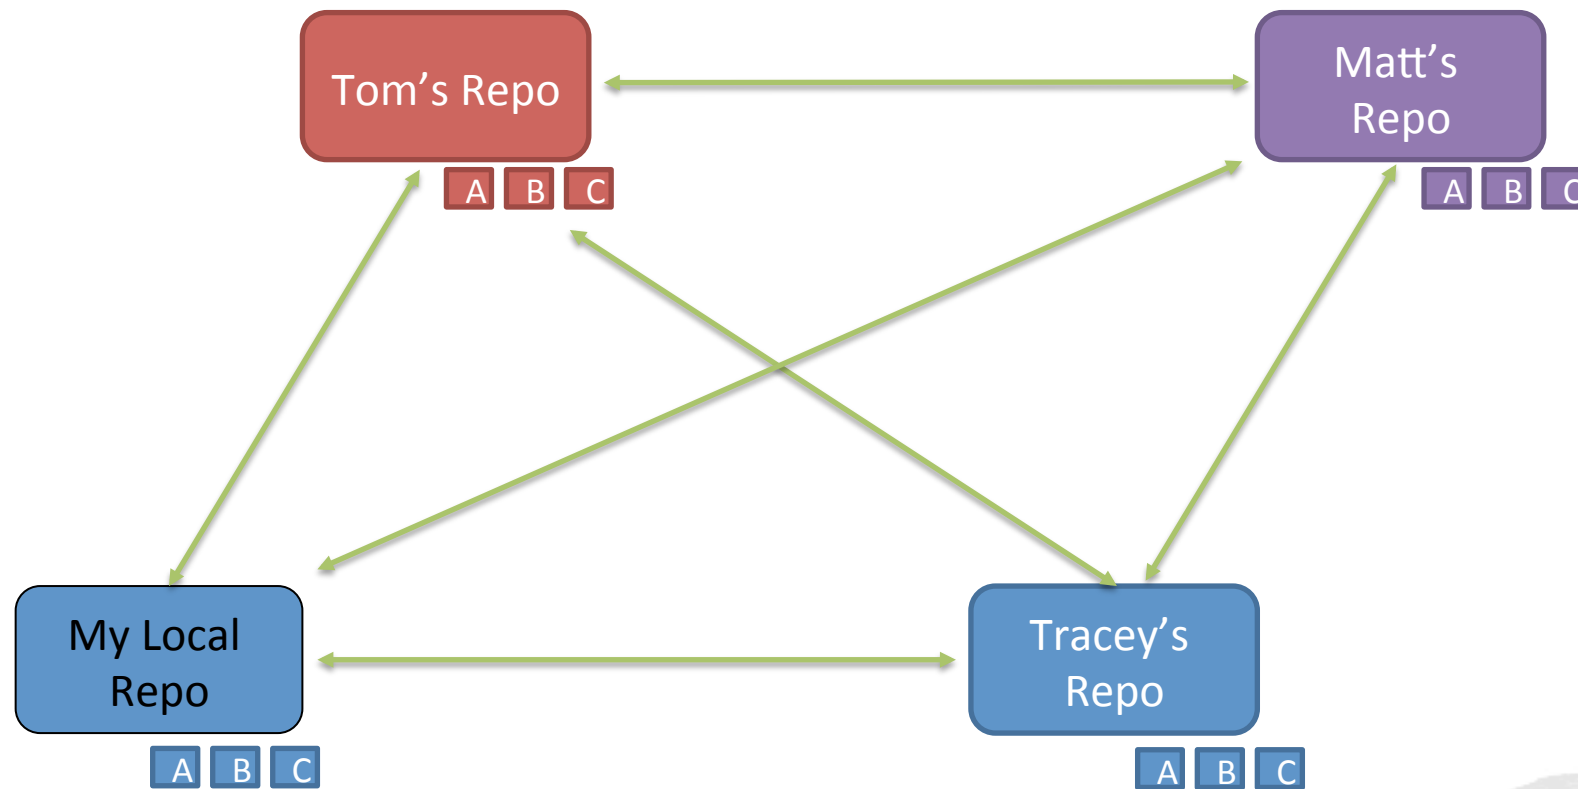 Tom’s Repo
Matt’s
Repo
A B C
A B C
My Local
Repo
Tracey’s
Repo
A B C
A B C